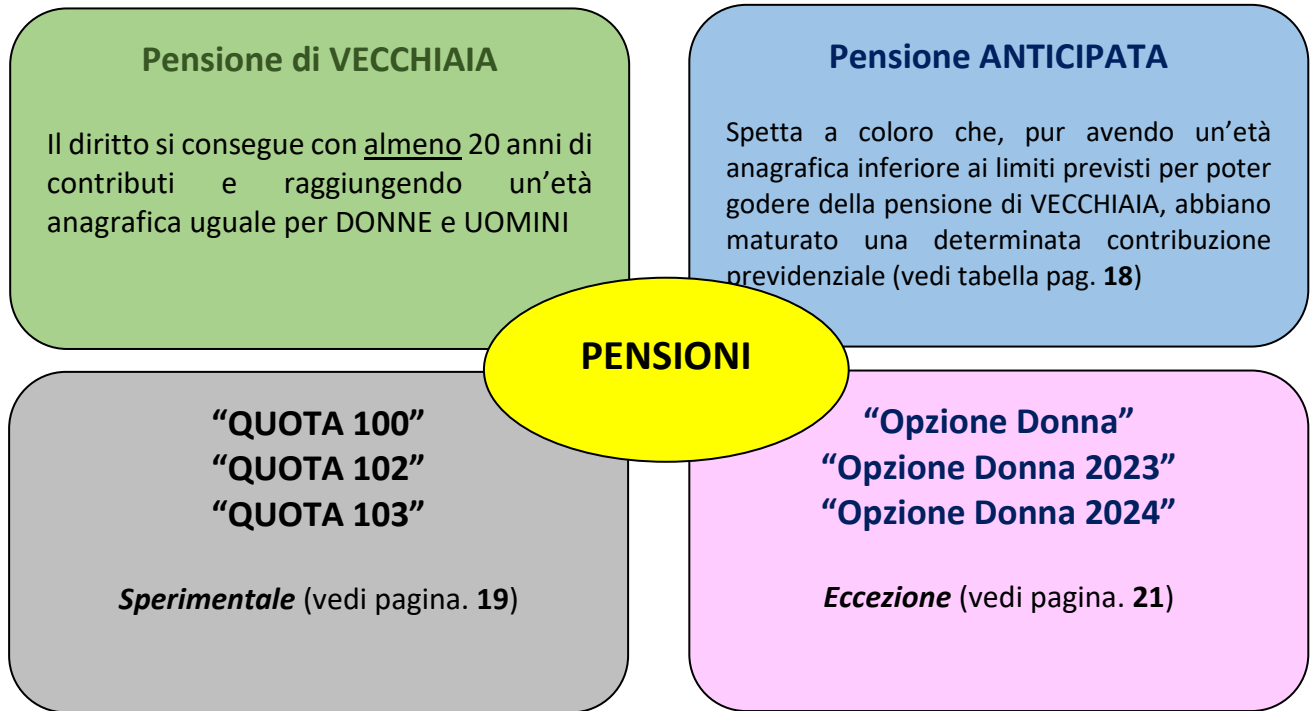 Pensione di VECCHIAIA
Il diritto si consegue con almeno 20 anni di
contributi e raggiungendo un’età
anagrafica uguale per DONNE e UOMINI
Pensione ANTICIPATA
Spetta a coloro che, pur avendo un’età
anagrafica inferiore ai limiti previsti per poter
godere della pensione di VECCHIAIA, abbiano
maturato una determinata contribuzione
previdenziale (vedi tabella pag. 18)
PENSIONI
“QUOTA 100”
“QUOTA 102”
“QUOTA 103”
Sperimentale (vedi pagina. 19)
“Opzione Donna”
“Opzione Donna 2023”
“Opzione Donna 2024”
Eccezione (vedi pagina. 21)